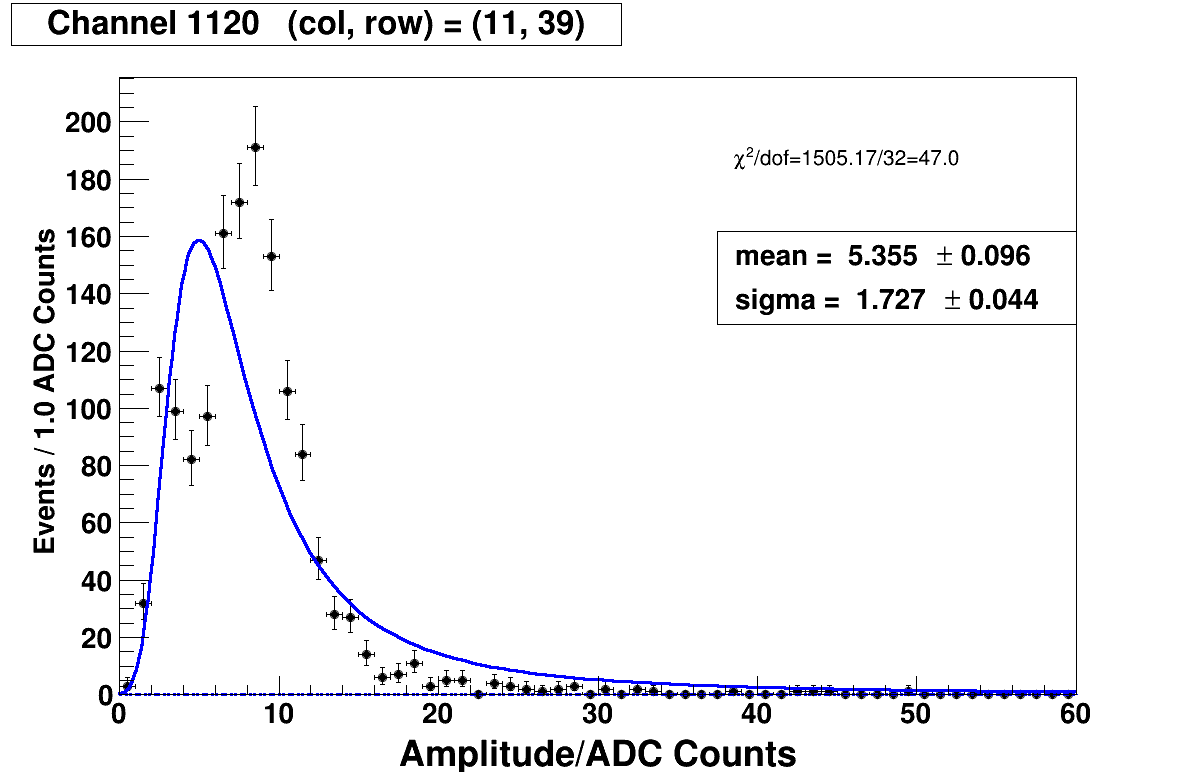 Channel 1120 (col, row) = (11, 39)
χ²/dof=1505.17/32=47.0
mean = 5.355 ± 0.096
sigma = 1.727 ± 0.044
Events / 1.0 ADC Counts
200
180
160
140
120
100
80
60
40
20
0
0 10 20 30 40 50 60
Amplitude/ADC Counts